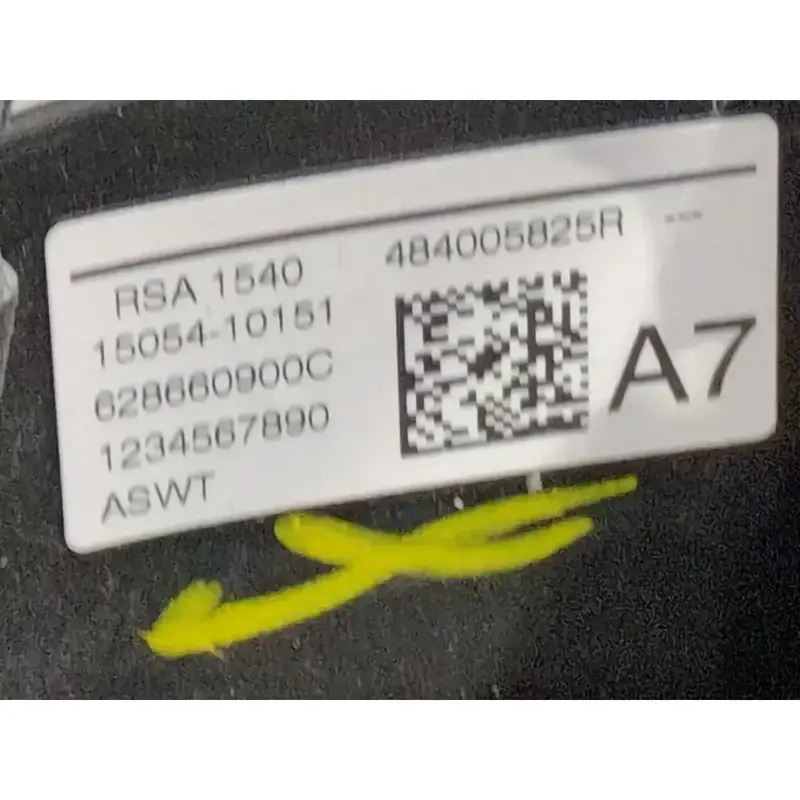 RSA 1540
15054-10151
628660900C
1234567890
ASWT
484005825R ---
A7